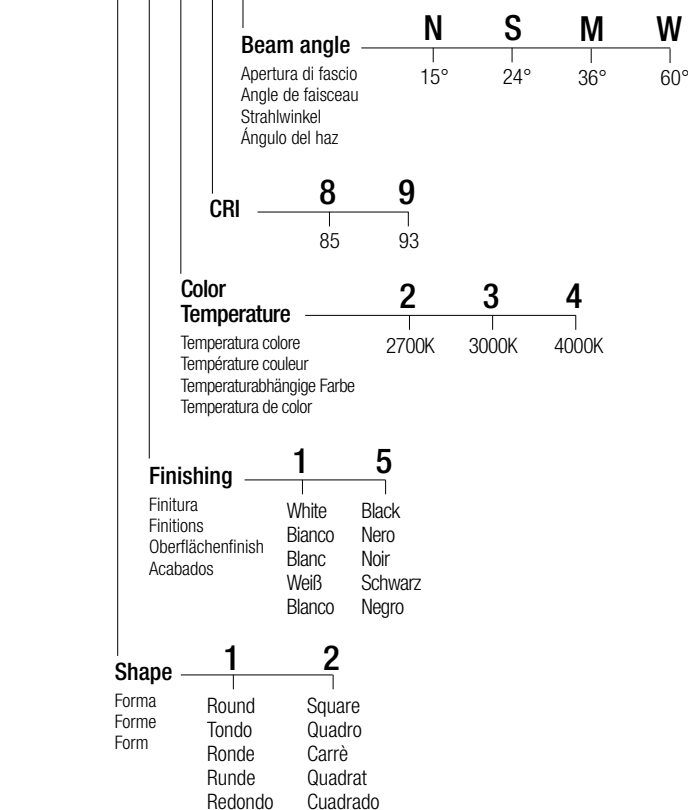 N S M W
Beam angle
15° 24° 36° 60°
Apertura di fascio
Angle de faisceau
Strahlwinkel
Ángulo del haz
8 9
CRI
85 93
Color
Temperature
2 3 4
2700K 3000K 4000K
Temperatura colore
Température couleur
Temperaturabhängige Farbe
Temperatura de color
1 5
Finishing
Finitura
Finitions
Oberflächenfinish
Acabados
White Black
Bianco Nero
Blanc Noir
Weiß Schwarz
Blanco Negro
1 2
Shape
Forma
Forme
Form
Round Square
Tondo Quadro
Ronde Carrè
Runde Quadrat
Redondo Cuadrado